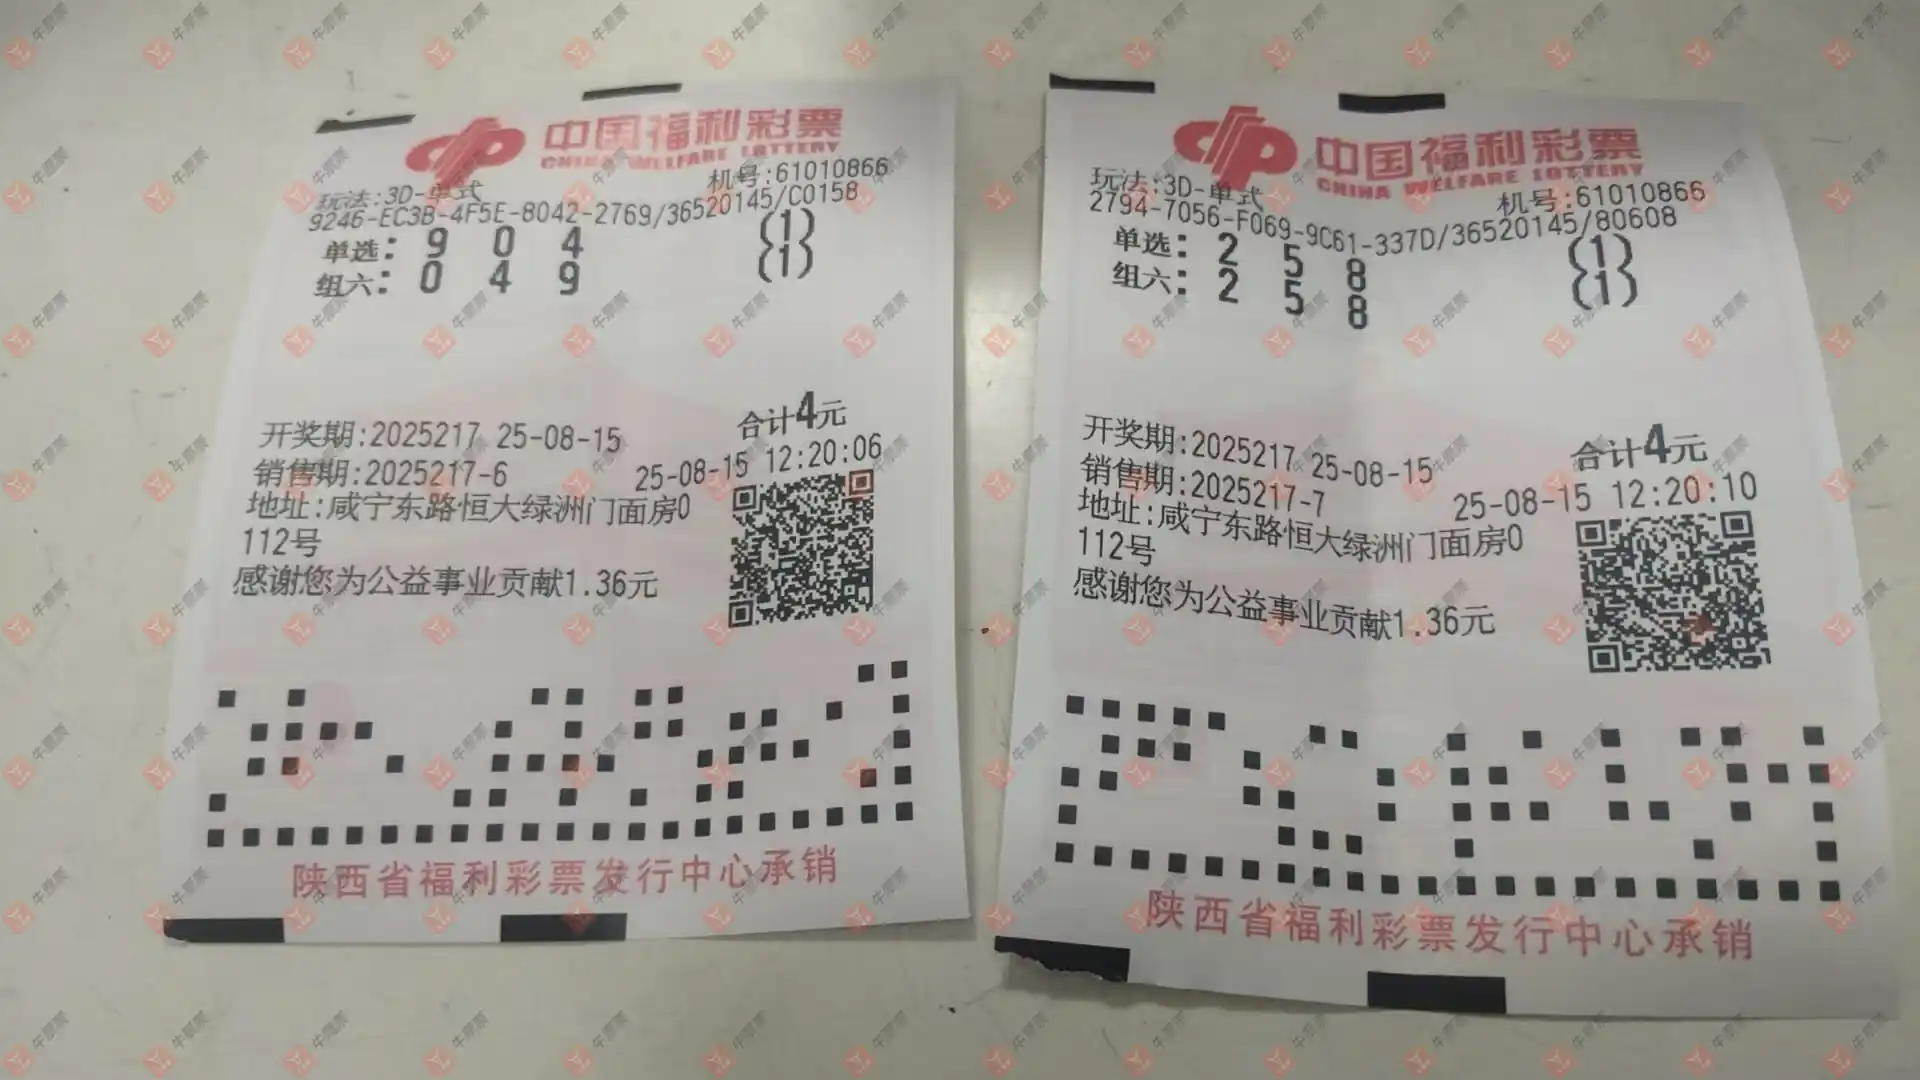 中国福利彩票
CHINA WELFARE LOTTERY
玩法:3D-单式
机号:61010866
9246-EC3B-4F5E-8042-2769/36520145/C0158
单选: 9 0 4 (1)
组六: 0 4 9 (1)
合计4元
开奖期:2025217 25-08-15
销售期:2025217-6 25-08-15 12:20:06
地址:咸宁东路恒大绿洲门面房0
112号
感谢您为公益事业贡献1.36元
陕西省福利彩票发行中心承销
中国福利彩票
CHINA WELFARE LOTTERY
玩法:3D-单式
机号:61010866
2794-7056-F069-9C61-337D/36520145/80608
单选: 2 5 8 (1)
组六: 2 5 8 (1)
合计4元
开奖期:2025217 25-08-15
销售期:2025217-7 25-08-15 12:20:10
地址:咸宁东路恒大绿洲门面房0
112号
感谢您为公益事业贡献1.36元
陕西省福利彩票发行中心承销